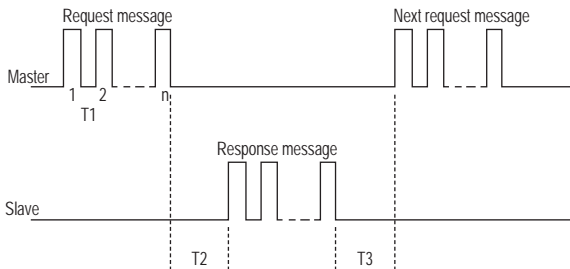 Request message
Next request message
Master
1 2 n
T1
Response message
Slave
T2 T3